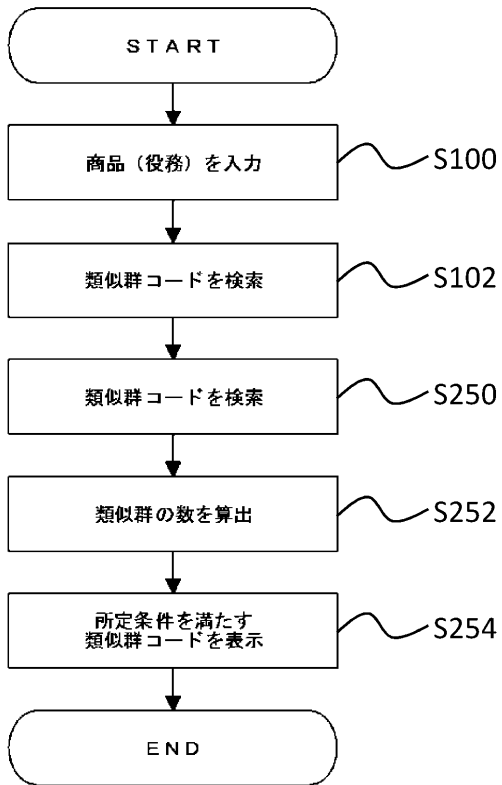 START
商品（役務）を入力
S100
類似群コードを検索
S102
類似群コードを検索
S250
類似群の数を算出
S252
所定条件を満たす
類似群コードを表示
S254
END